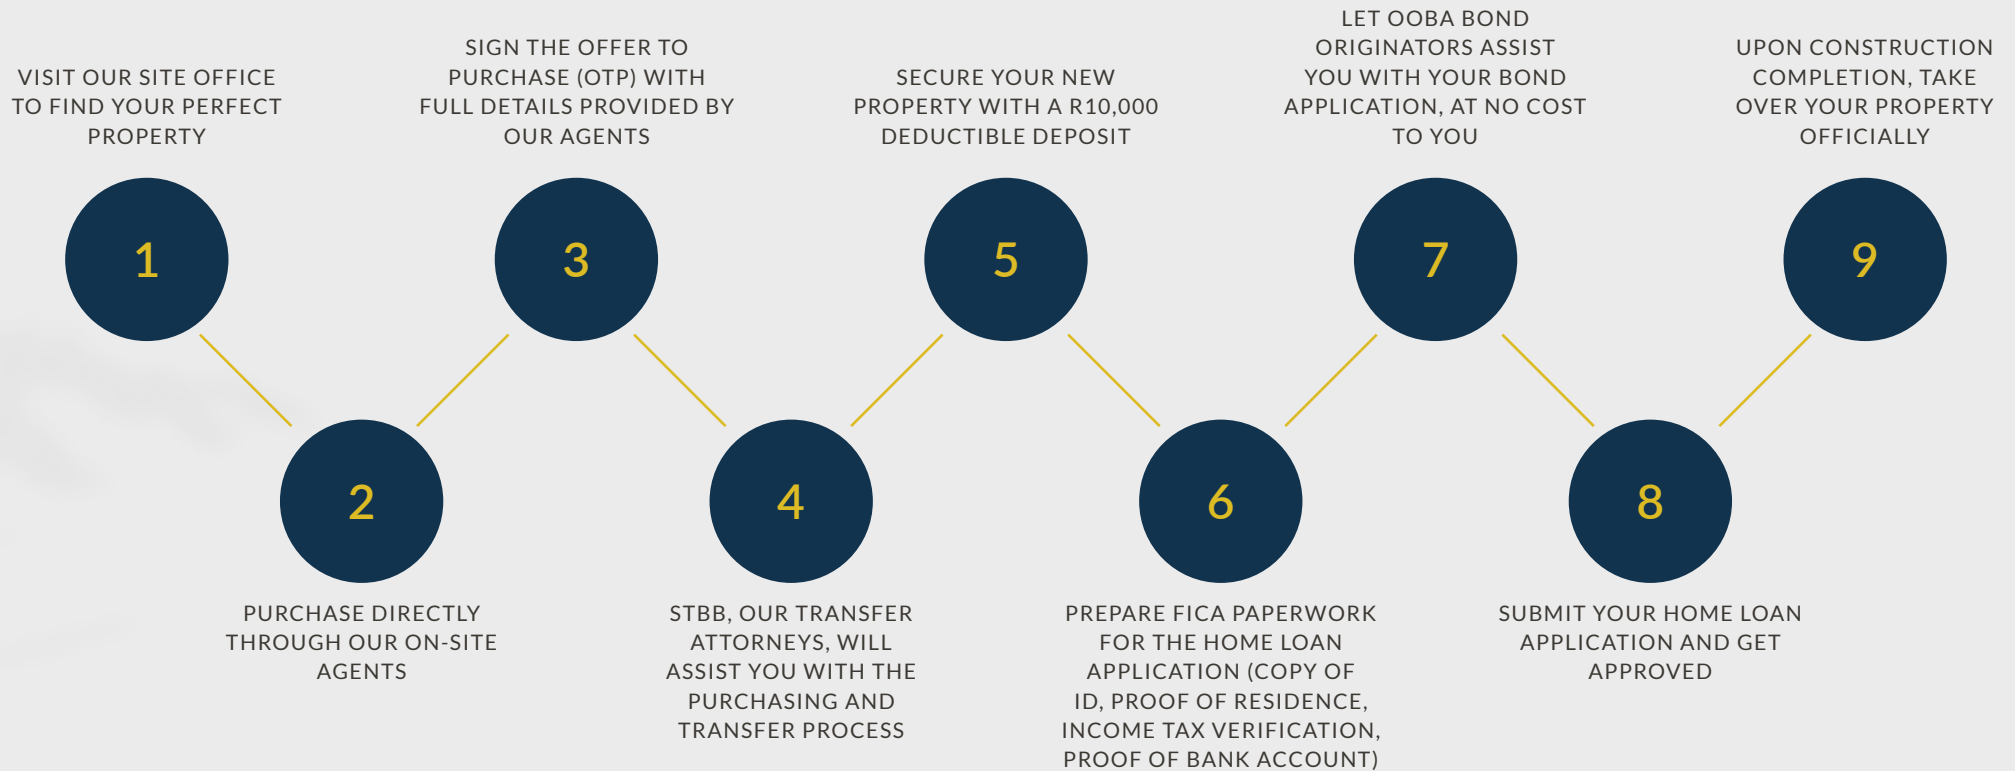 VISIT OUR SITE OFFICE
TO FIND YOUR PERFECT
PROPERTY
1
2
PURCHASE DIRECTLY
THROUGH OUR ON-SITE
AGENTS
SIGN THE OFFER TO
PURCHASE (OTP) WITH
FULL DETAILS PROVIDED BY
OUR AGENTS
3
4
STBB, OUR TRANSFER
ATTORNEYS, WILL
ASSIST YOU WITH THE
PURCHASING AND
TRANSFER PROCESS
SECURE YOUR NEW
PROPERTY WITH A R10,000
DEDUCTIBLE DEPOSIT
5
6
PREPARE FICA PAPERWORK
FOR THE HOME LOAN
APPLICATION (COPY OF
ID, PROOF OF RESIDENCE,
INCOME TAX VERIFICATION,
PROOF OF BANK ACCOUNT)
LET OOBA BOND
ORIGINATORS ASSIST
YOU WITH YOUR BOND
APPLICATION, AT NO COST
TO YOU
7
8
SUBMIT YOUR HOME LOAN
APPLICATION AND GET
APPROVED
UPON CONSTRUCTION
COMPLETION, TAKE
OVER YOUR PROPERTY
OFFICIALLY
9